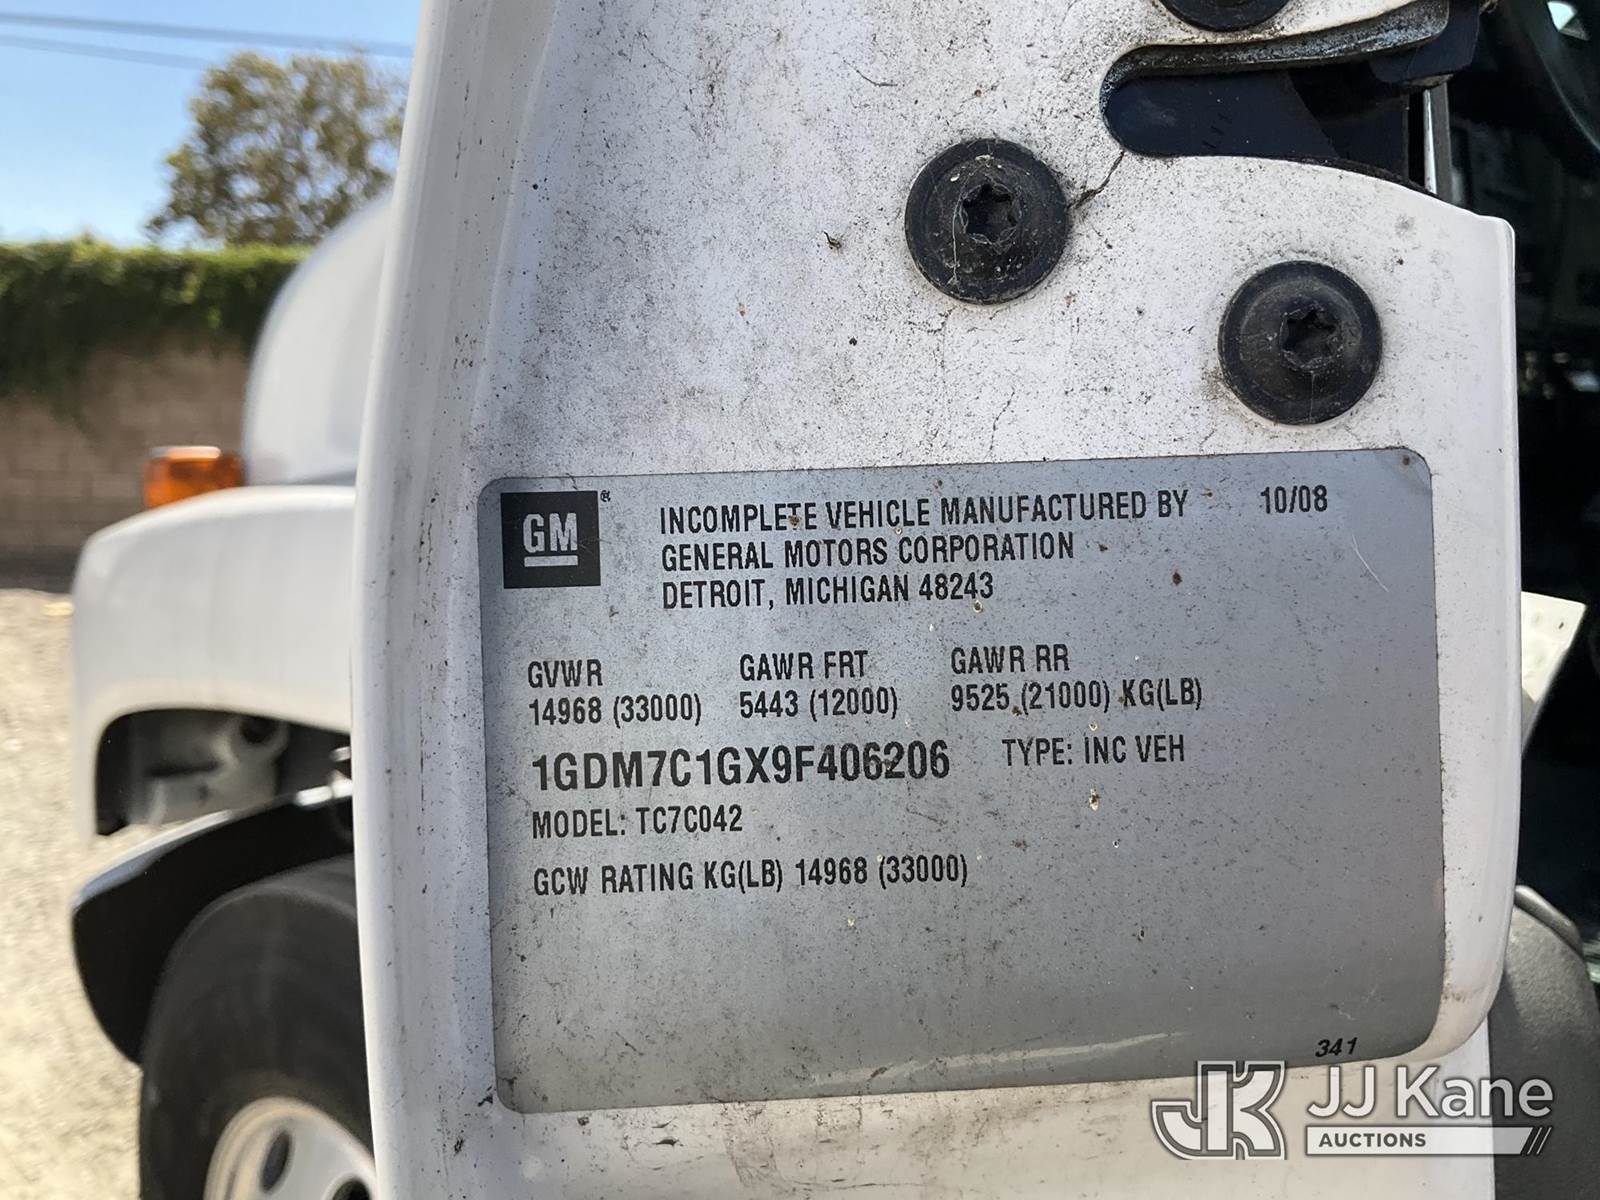 GM®
INCOMPLETE VEHICLE MANUFACTURED BY 10/08
GENERAL MOTORS CORPORATION
DETROIT, MICHIGAN 48243
GVWR GAWR FRT GAWR RR
14968 (33000) 5443 (12000) 9525 (21000) KG(LB)
1GDM7C1GX9F406206 TYPE: INC VEH
MODEL: TC7C042
GCW RATING KG(LB) 14968 (33000)
341
JK JJ Kane
AUCTIONS